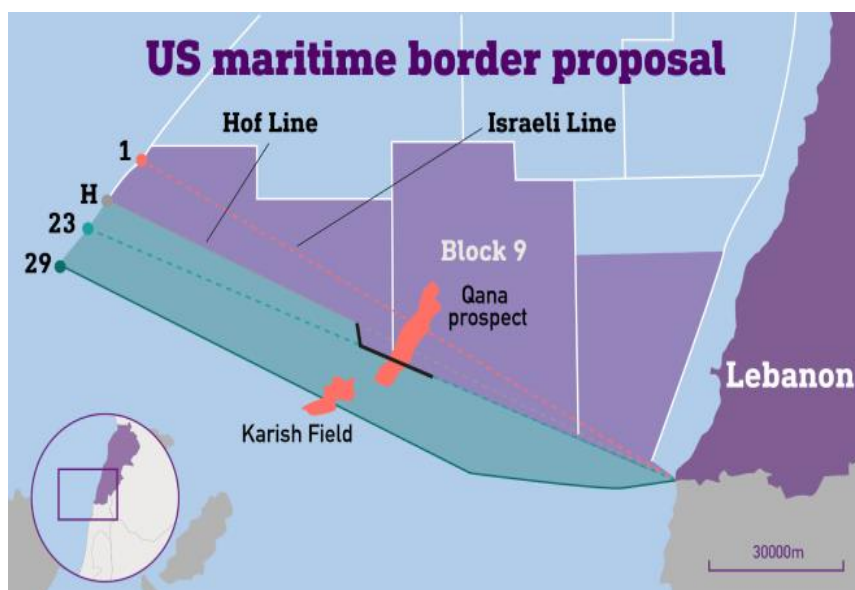 US maritime border proposal
Hof Line
Israeli Line
1
H
23
29
Block 9
Qana
prospect
Karish Field
Lebanon
30000m